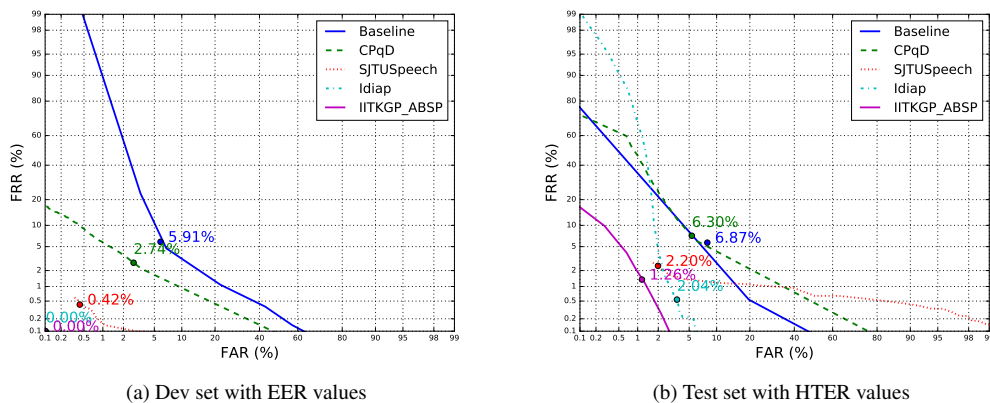 99
98
95
90
80
60
40
20
10
5
2
1
0.5
0.2
0.1
FRR (%)
0.1 0.2 0.5 1 2 5 10 20 40 60 80 90 95 98 99
FAR (%)
Baseline
CPqD
SJTUSpeech
Idiap
IITKGP_ABSP
5.91%
2.74%
0.42%
0.00%
0.00%
(a) Dev set with EER values
99
98
95
90
80
60
40
20
10
5
2
1
0.5
0.2
0.1
FRR (%)
0.1 0.2 0.5 1 2 5 10 20 40 60 80 90 95 98 99
FAR (%)
Baseline
CPqD
SJTUSpeech
Idiap
IITKGP_ABSP
6.30%
6.87%
2.20%
1.26%
2.04%
(b) Test set with HTER values